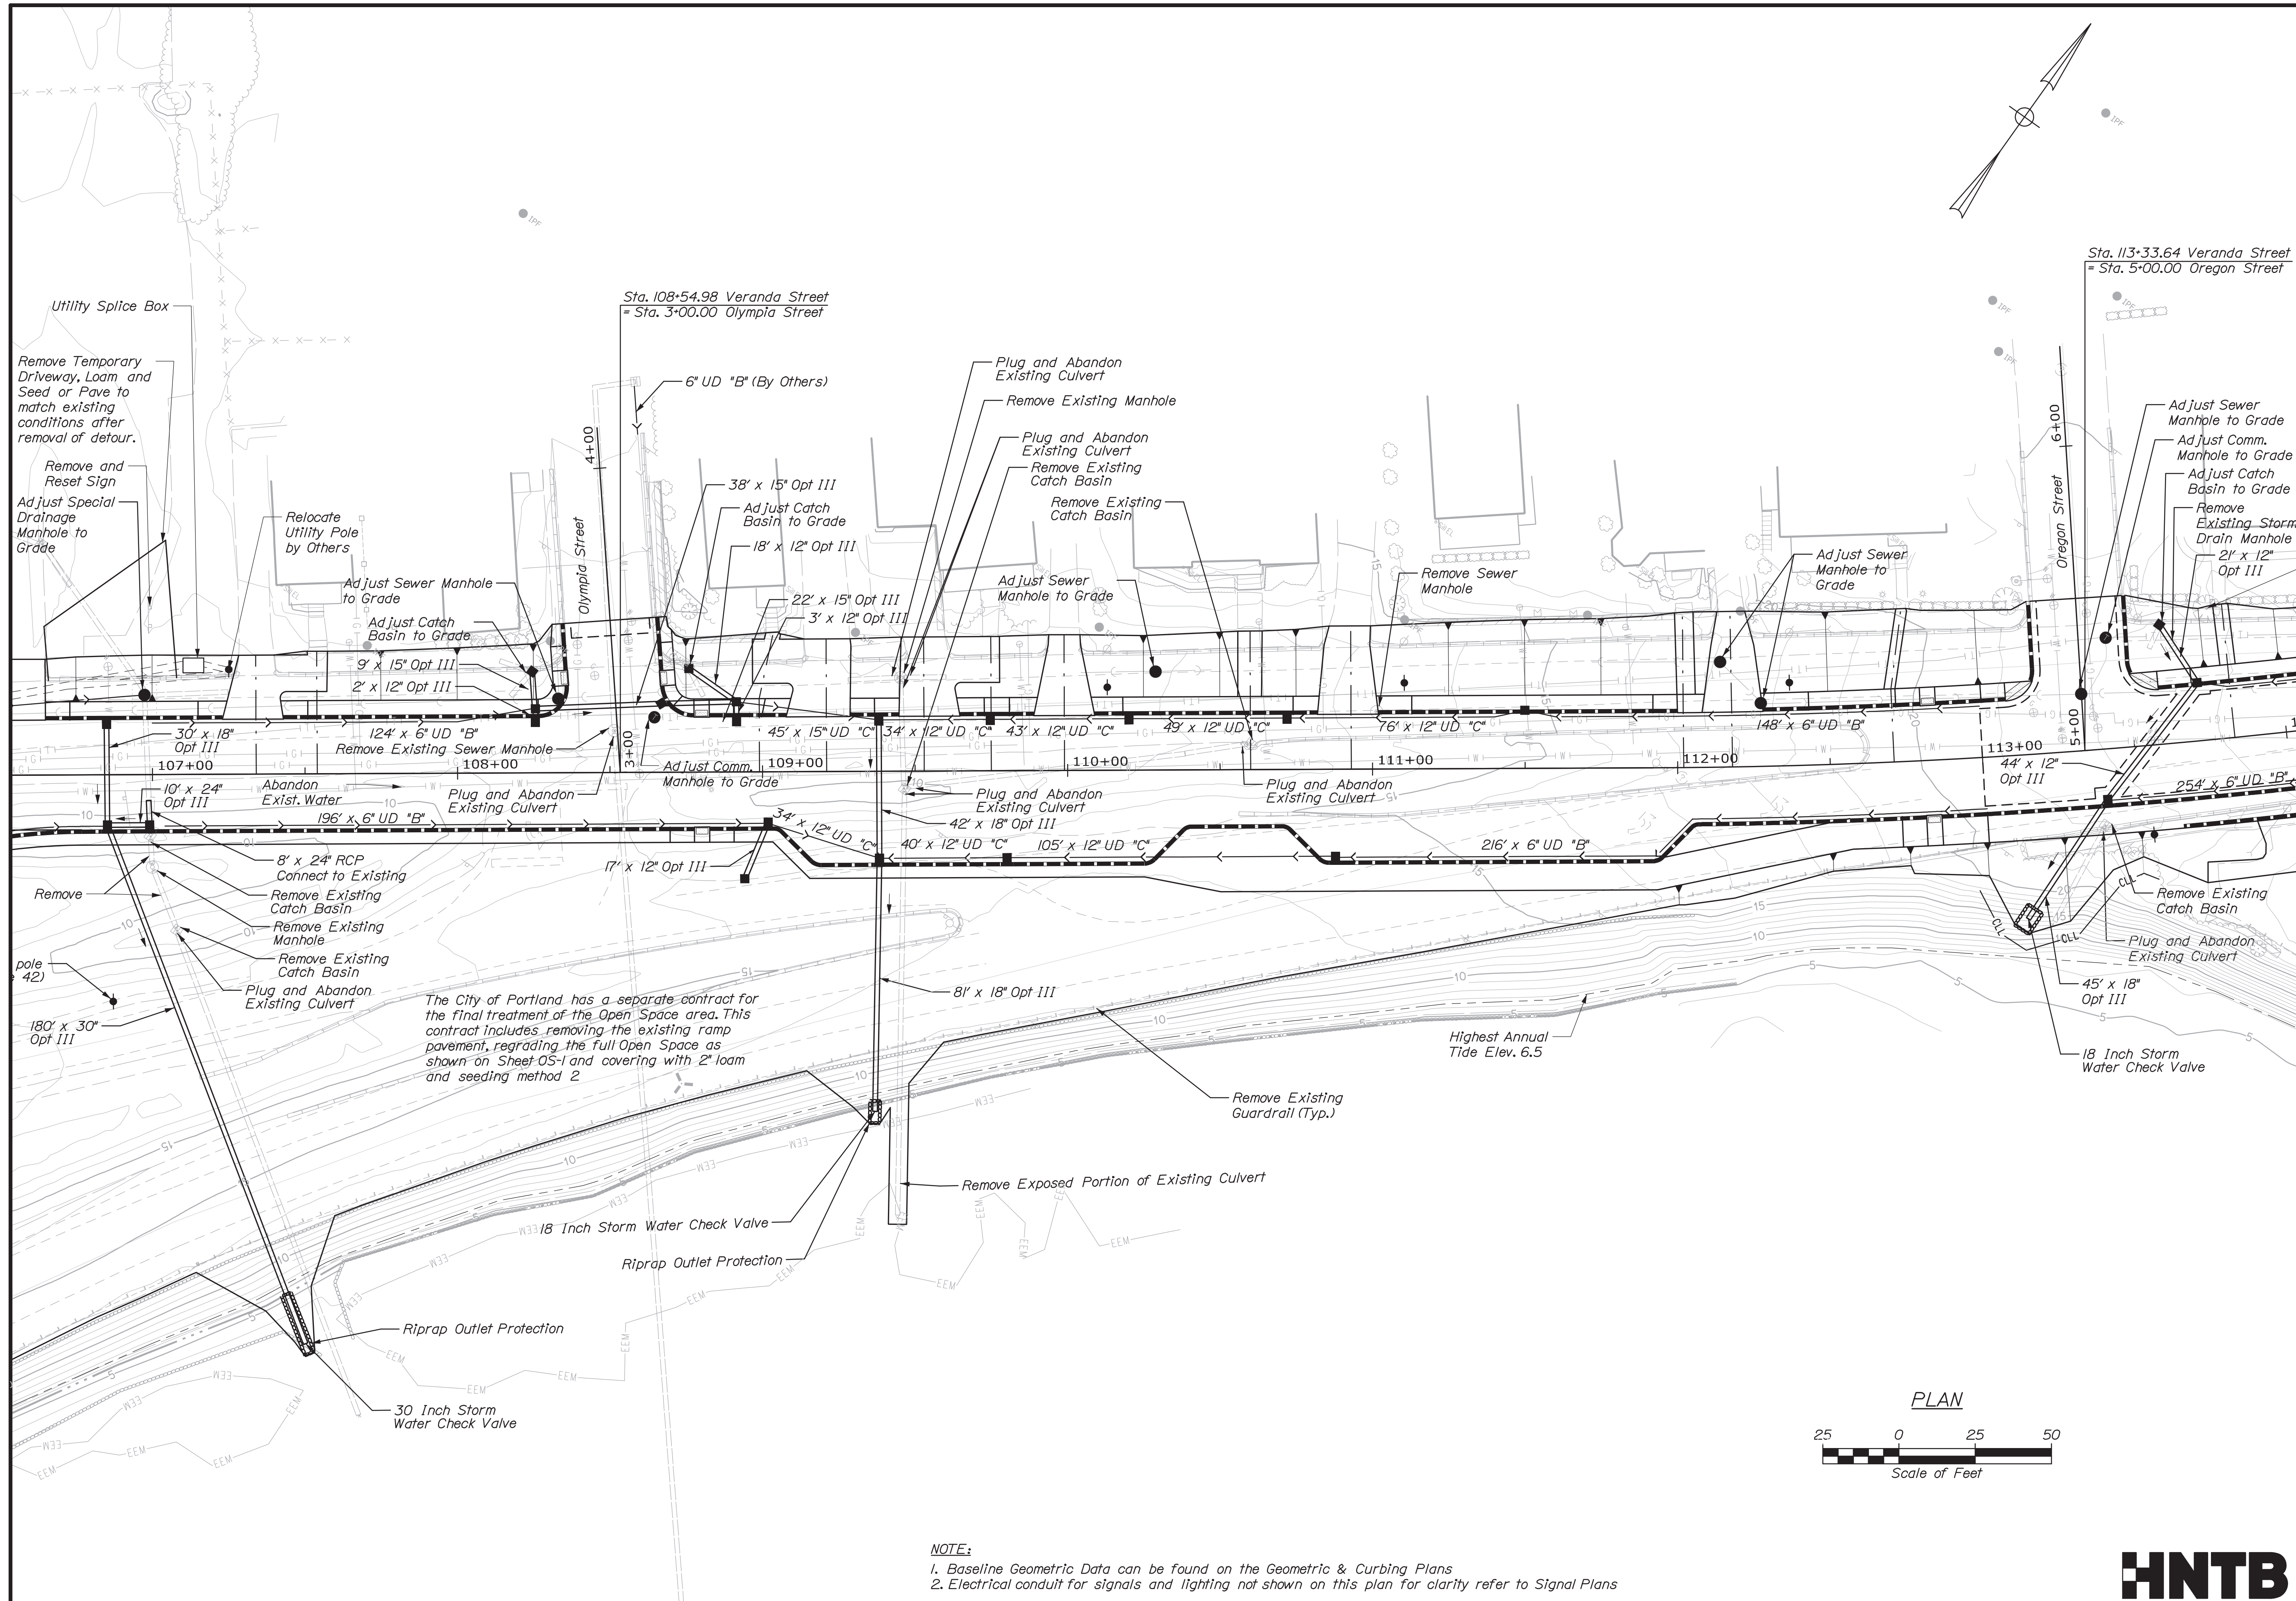 IPF
IPF
Sta. 113+33.64 Veranda Street
= Sta. 5+00.00 Oregon Street
Utility Splice Box
Sta. 108+54.98 Veranda Street
= Sta. 3+00.00 Olympia Street
IPF
IPF
IPF
Remove Temporary
Driveway, Loam and
Seed or Pave to
match existing
conditions after
removal of detour.
6" UD "B" (By Others)
Plug and Abandon
Existing Culvert
Remove Existing Manhole
Plug and Abandon
Existing Culvert
Remove Existing
Catch Basin
Remove Existing
Catch Basin
Adjust Sewer
Manhole to Grade
Adjust Comm.
Manhole to Grade
Adjust Catch
Basin to Grade
Remove
Existing Storm
Drain Manhole
21' x 12"
Opt III
Remove and
Reset Sign
Adjust Special
Drainage
Manhole to
Grade
Relocate
Utility Pole
by Others
4+00
Olympia Street
38' x 15" Opt III
Adjust Catch
Basin to Grade
18' x 12" Opt III
22' x 15" Opt III
3' x 12" Opt III
Adjust Sewer Manhole
to Grade
Adjust Catch
Basin to Grade
9' x 15" Opt III
2' x 12" Opt III
Adjust Sewer
Manhole to Grade
Remove Sewer
Manhole
Adjust Sewer
Manhole to
Grade
6+00
Oregon Street
5+00
30' x 18"
Opt III
124' x 6" UD "B"
Remove Existing Sewer Manhole
3+00
45' x 15" UD "C"
34' x 12" UD "C"
43' x 12" UD "C"
49' x 12" UD "C"
76' x 12" UD "C"
148' x 6" UD "B"
107+00
108+00
109+00
110+00
111+00
112+00
113+00
10' x 24"
Opt III
Abandon
Exist. Water
Plug and Abandon
Existing Culvert
Adjust Comm.
Manhole to Grade
Plug and Abandon
Existing Culvert
Plug and Abandon
Existing Culvert
44' x 12"
Opt III
254' x 6" UD "B"
196' x 6" UD "B"
34' x 12" UD "C"
42' x 18" Opt III
40' x 12" UD "C"
105' x 12" UD "C"
216' x 6" UD "B"
8' x 24" RCP
Connect to Existing
17' x 12" Opt III
Remove
Remove Existing
Catch Basin
Remove Existing
Manhole
Remove Existing
Catch Basin
Plug and Abandon
Existing Culvert
pole
42)
180' x 30"
Opt III
The City of Portland has a separate contract for
the final treatment of the Open Space area. This
contract includes removing the existing ramp
pavement, regrading the full Open Space as
shown on Sheet OS-1 and covering with 2" loam
and seeding method 2
81' x 18" Opt III
Highest Annual
Tide Elev. 6.5
CLL
CLL
CLL
Remove Existing
Catch Basin
Plug and Abandon
Existing Culvert
45' x 18"
Opt III
18 Inch Storm
Water Check Valve
Remove Existing
Guardrail (Typ.)
Remove Exposed Portion of Existing Culvert
18 Inch Storm Water Check Valve
Riprap Outlet Protection
Riprap Outlet Protection
30 Inch Storm
Water Check Valve
EEM
EEM
EEM
EEM
PLAN
25 0 25 50
Scale of Feet
NOTE:
1. Baseline Geometric Data can be found on the Geometric & Curbing Plans
2. Electrical conduit for signals and lighting not shown on this plan for clarity refer to Signal Plans
HNTB